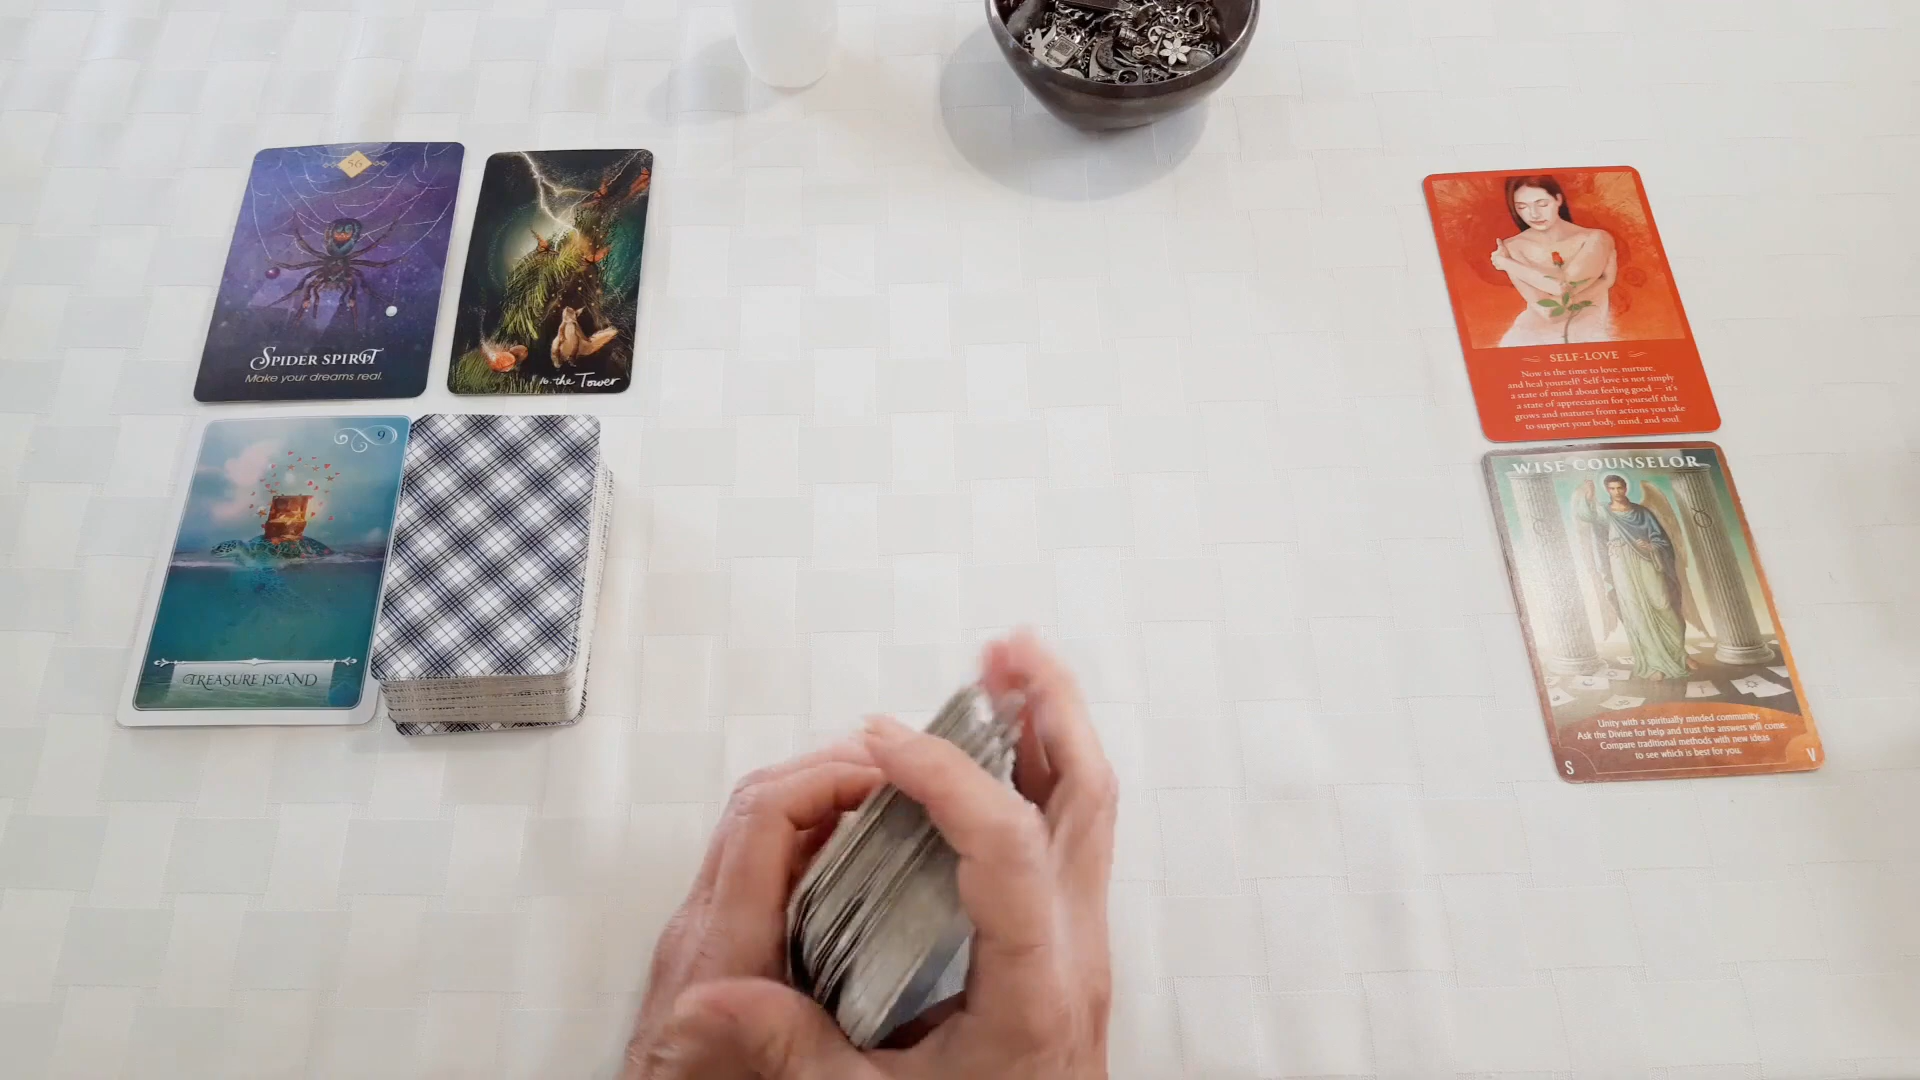 56
SPIDER SPIRIT
Make your dreams real.
16. the Tower
9
TREASURE ISLAND
SELF-LOVE
Now is the time to love, nurture,
and heal yourself! Self-love is not simply
a state of mind about feeling good — it's
a state of appreciation for yourself that
grows and matures from actions you take
to support your body, mind, and soul.
WISE COUNSELOR
Unity with a spiritually minded community.
Ask the Divine for help and trust the answers will come.
Compare traditional methods with new ideas
to see which is best for you.
S
V